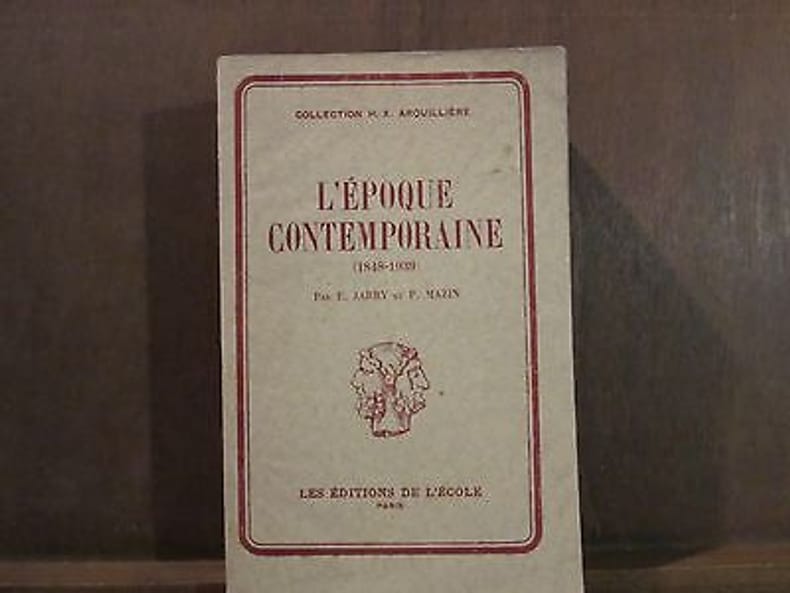 COLLECTION H. X. ARQUILLIÈRE
L'ÉPOQUE
CONTEMPORAINE
(1848-1939)
PAR E. JARRY ET P. MAZIN
LES ÉDITIONS DE L'ÉCOLE
PARIS